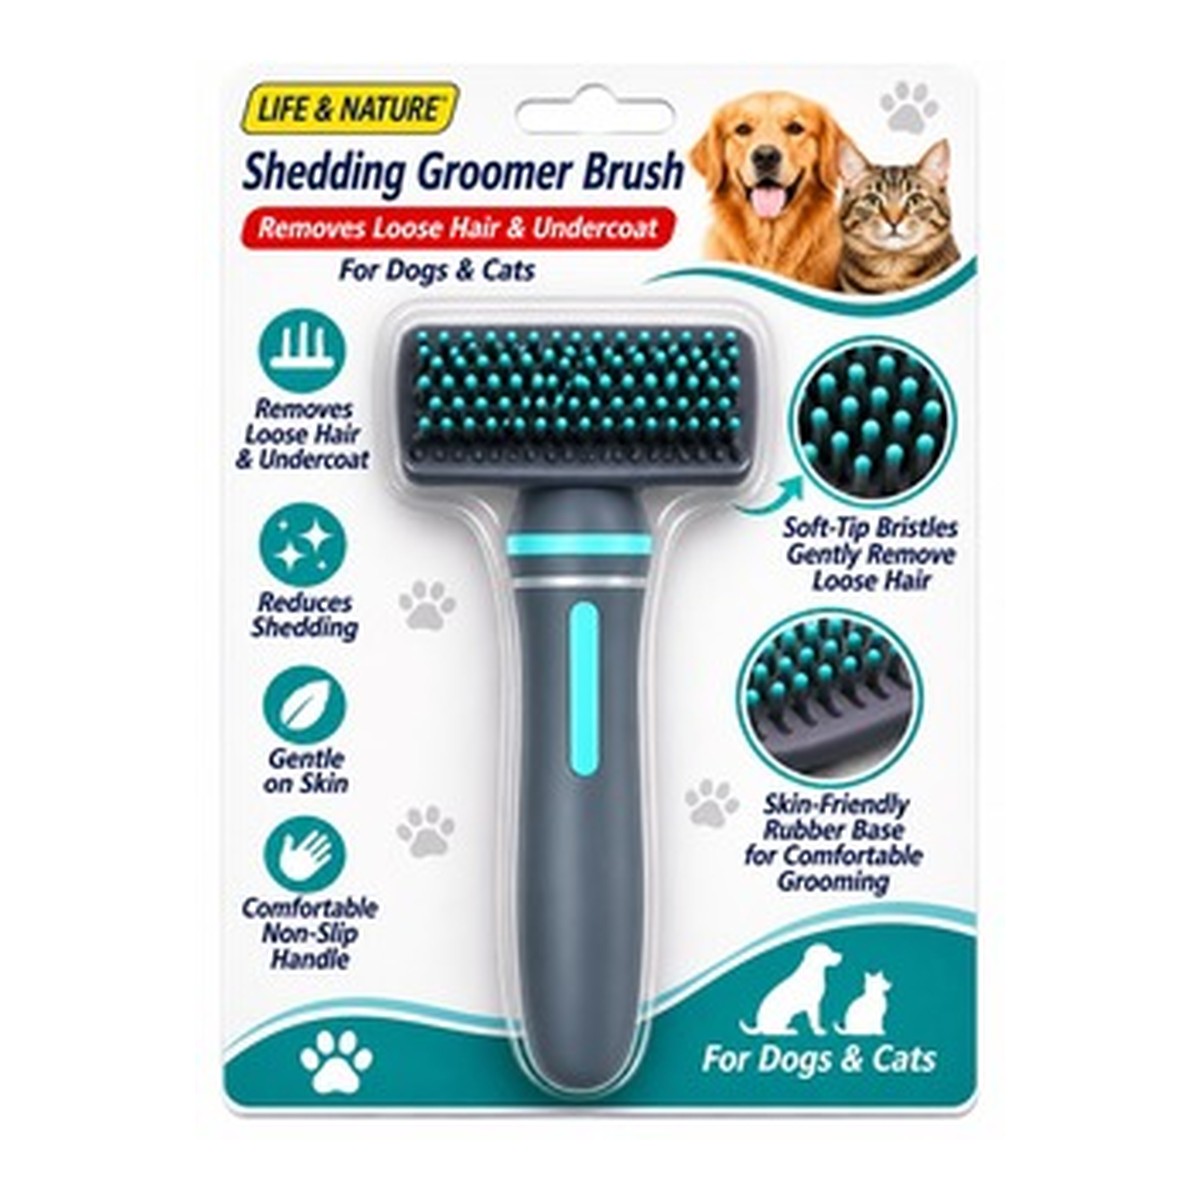 LIFE & NATURE
Shedding Groomer Brush
Removes Loose Hair & Undercoat
For Dogs & Cats
Removes
Loose Hair
& Undercoat
Reduces
Shedding
Gentle
on Skin
Comfortable
Non-Slip
Handle
Soft-Tip Bristles
Gently Remove
Loose Hair
Skin-Friendly
Rubber Base
for Comfortable
Grooming
For Dogs & Cats